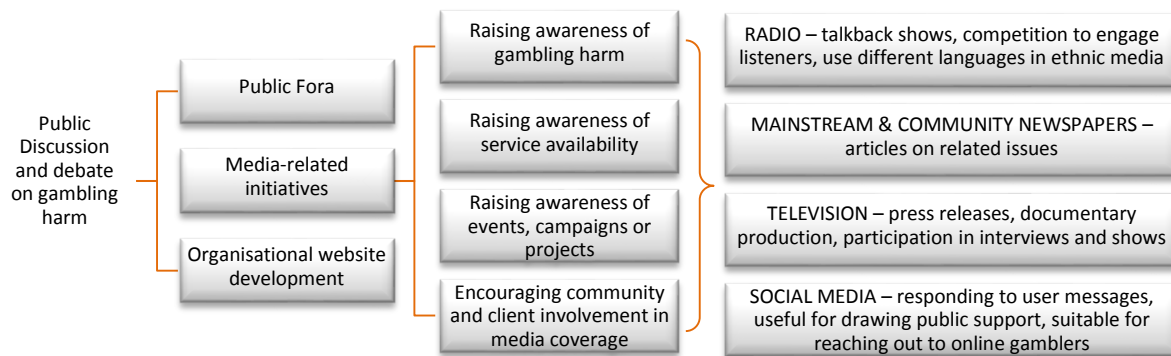 Public
Discussion
and debate
on gambling
harm
Public Fora
Media-related
initiatives
Organisational website
development
Raising awareness of
gambling harm
Raising awareness of
service availability
Raising awareness of
events, campaigns or
projects
Encouraging community
and client involvement in
media coverage
RADIO – talkback shows, competition to engage
listeners, use different languages in ethnic media
MAINSTREAM & COMMUNITY NEWSPAPERS –
articles on related issues
TELEVISION – press releases, documentary
production, participation in interviews and shows
SOCIAL MEDIA – responding to user messages,
useful for drawing public support, suitable for
reaching out to online gamblers